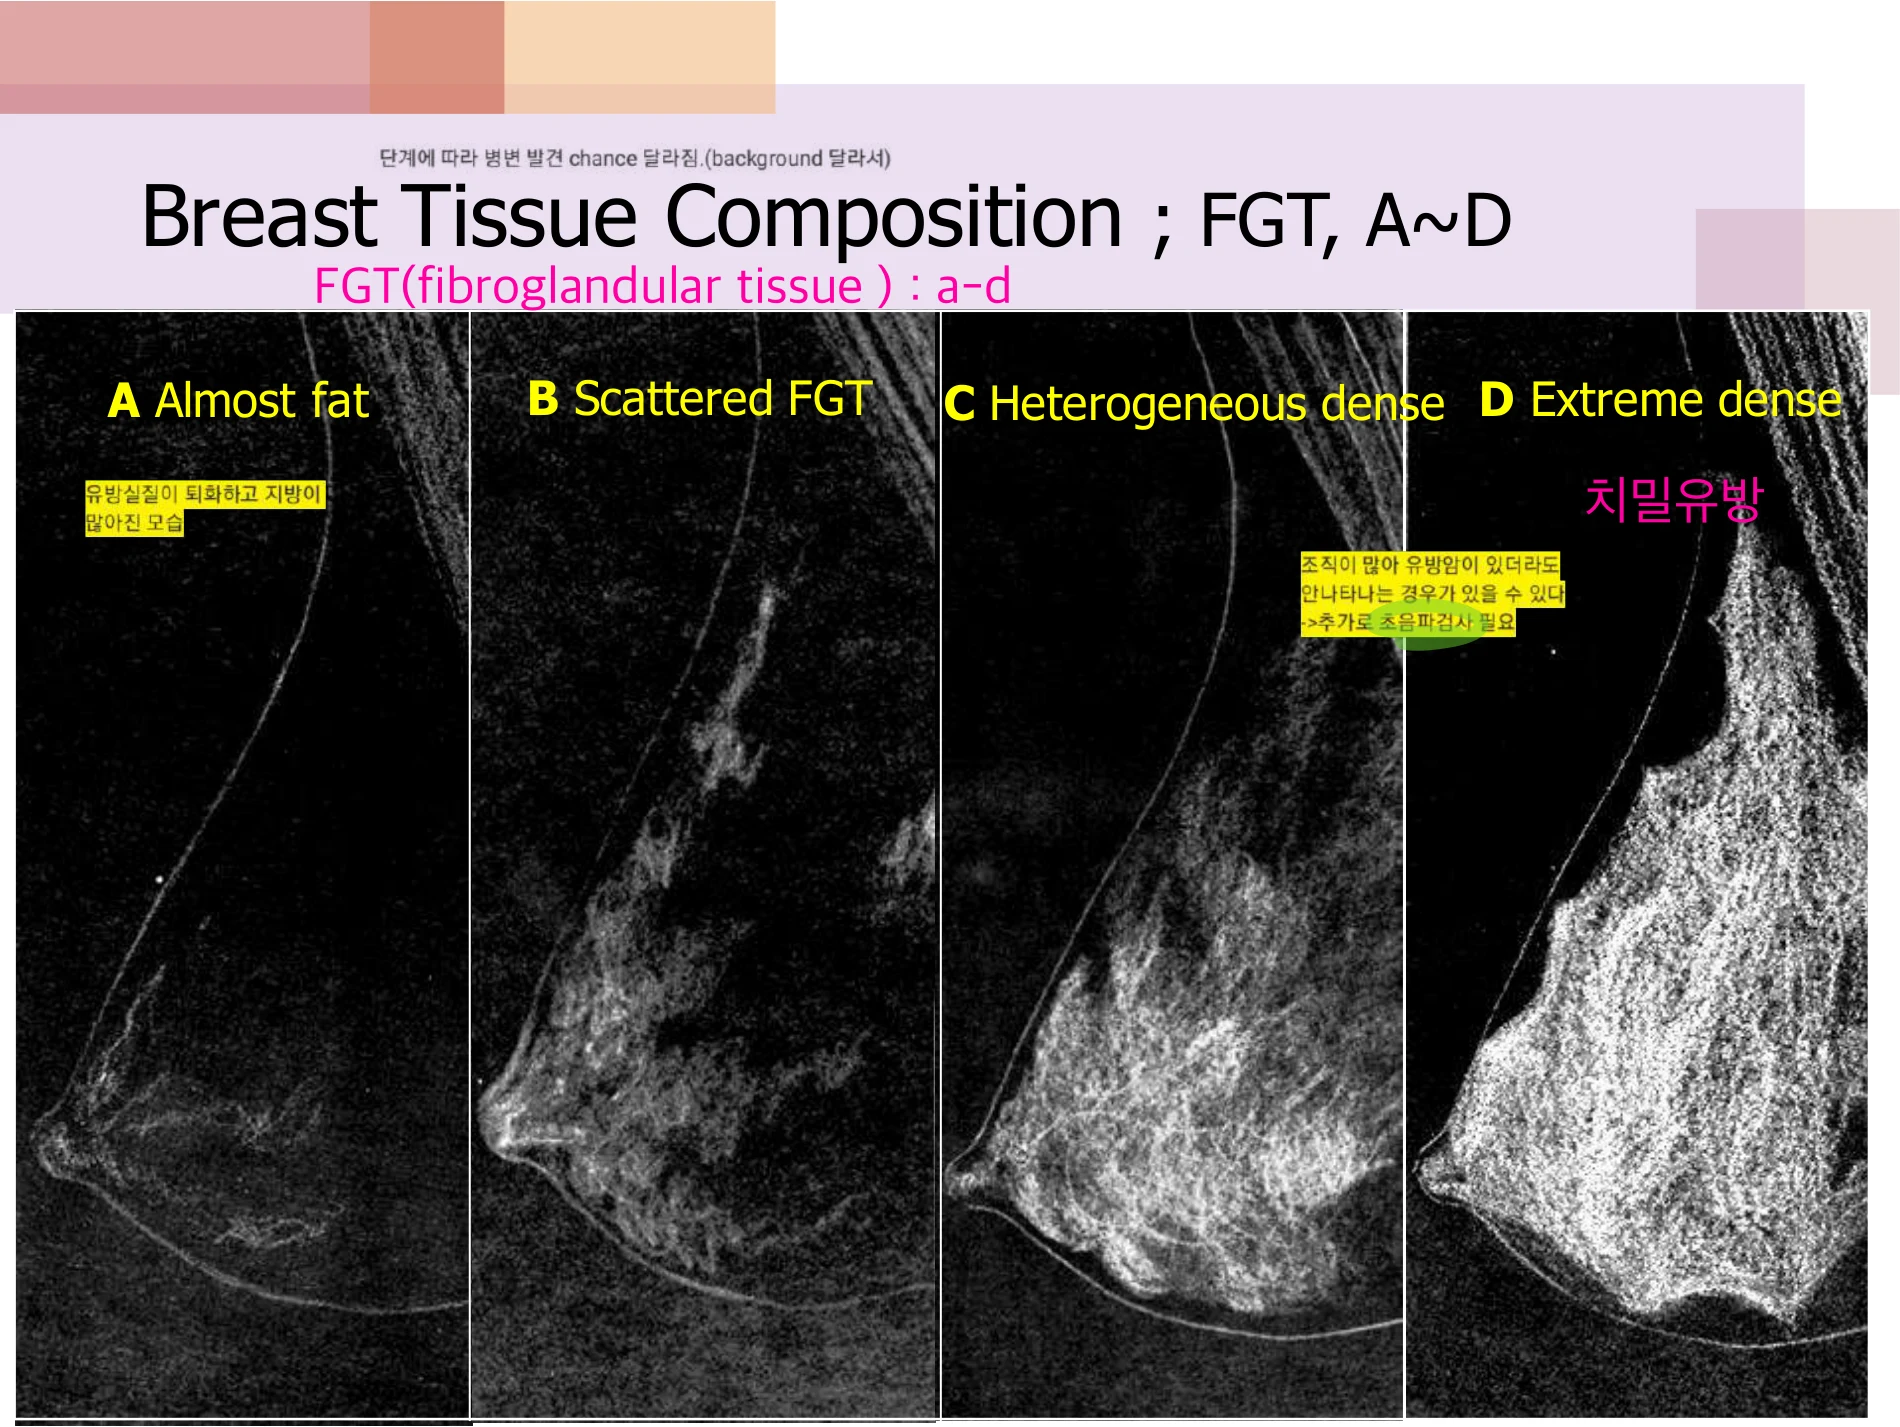 단계에 따라 병변 발견 chance 달라짐.(background 달라서)
Breast Tissue Composition ; FGT, A~D
FGT(fibroglandular tissue ) : a-d
A Almost fat
B Scattered FGT
C Heterogeneous dense
D Extreme dense
유방실질이 퇴화하고 지방이
많아진 모습
치밀유방
조직이 많아 유방암이 있더라도
안나타나는 경우가 있을 수 있다
->추가로 초음파검사 필요